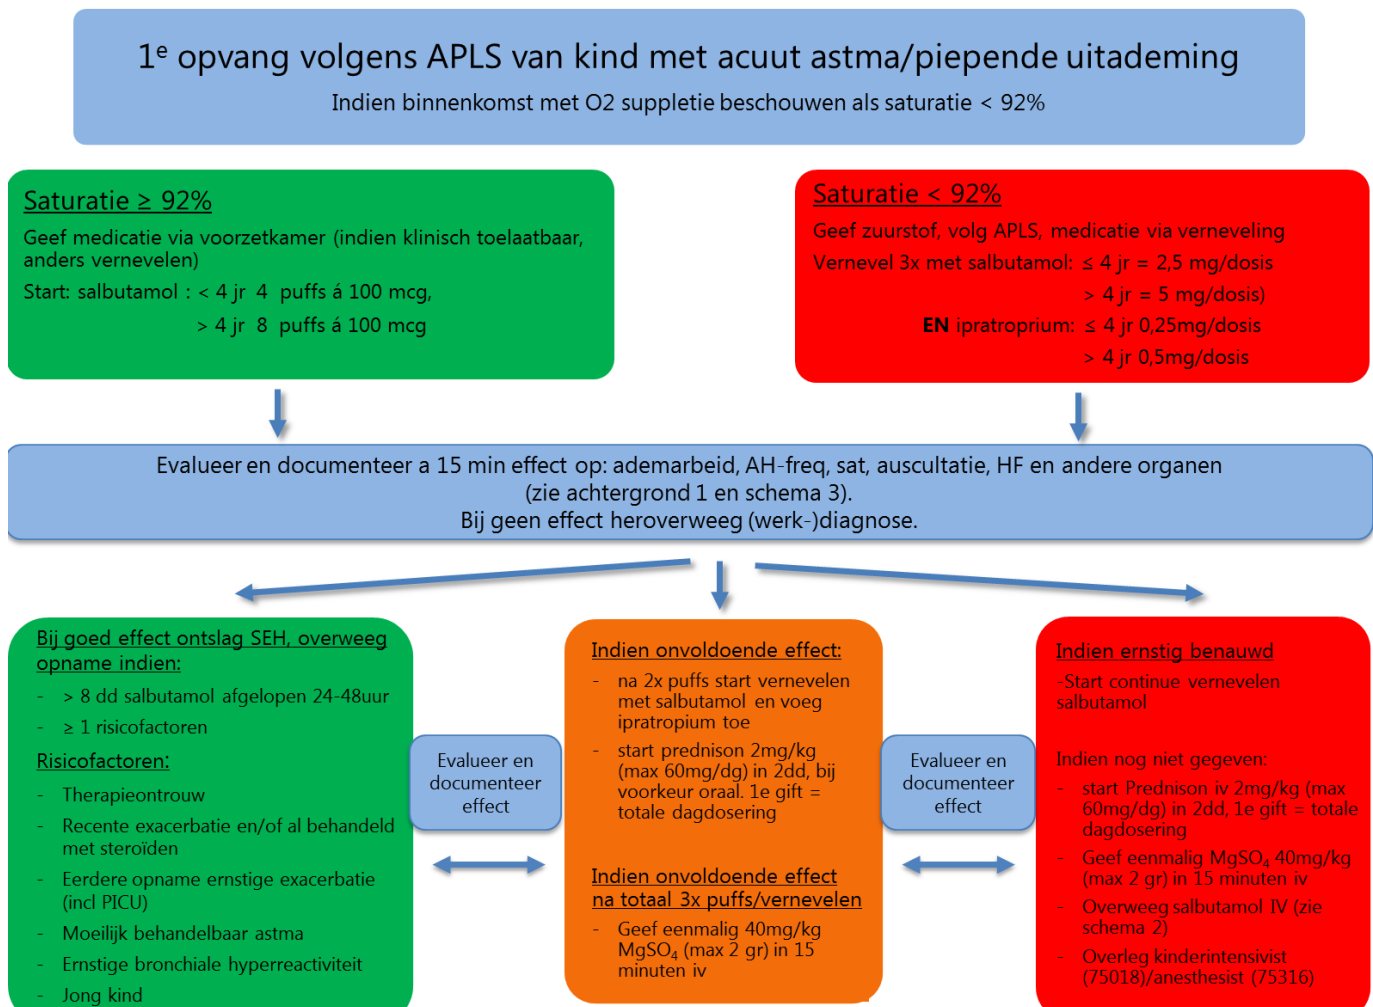 1e opvang volgens APLS van kind met acuut astma/piepende uitademing
Indien binnenkomst met O2 suppletie beschouwen als saturatie < 92%
Saturatie ≥ 92%
Geef medicatie via voorzetkamer (indien klinisch toelaatbaar,
anders vernevelen)
Start: salbutamol : < 4 jr 4 puffs á 100 mcg,
> 4 jr 8 puffs á 100 mcg
Saturatie < 92%
Geef zuurstof, volg APLS, medicatie via verneveling
Vernevel 3x met salbutamol: ≤ 4 jr = 2,5 mg/dosis
> 4 jr = 5 mg/dosis)
EN ipratroprium: ≤ 4 jr 0,25mg/dosis
> 4 jr 0,5mg/dosis
Evalueer en documenteer a 15 min effect op: ademarbeid, AH-freq, sat, auscultatie, HF en andere organen
(zie achtergrond 1 en schema 3).
Bij geen effect heroverweeg (werk-)diagnose.
Bij goed effect ontslag SEH, overweeg
opname indien:
- > 8 dd salbutamol afgelopen 24-48uur
- ≥ 1 risicofactoren
Risicofactoren:
- Therapieontrouw
- Recente exacerbatie en/of al behandeld
met steroïden
- Eerdere opname ernstige exacerbatie
(incl PICU)
- Moeilijk behandelbaar astma
- Ernstige bronchiale hyperreactiviteit
- Jong kind
Evalueer en
documenteer
effect
Indien onvoldoende effect:
- na 2x puffs start vernevelen
met salbutamol en voeg
ipratropium toe
- start prednison 2mg/kg
(max 60mg/dg) in 2dd, bij
voorkeur oraal. 1e gift =
totale dagdosering
Indien onvoldoende effect
na totaal 3x puffs/vernevelen
- Geef eenmalig 40mg/kg
MgSO4 (max 2 gr) in 15
minuten iv
Evalueer en
documenteer
effect
Indien ernstig benauwd
-Start continue vernevelen
salbutamol
Indien nog niet gegeven:
- start Prednison iv 2mg/kg (max
60mg/dg) in 2dd, 1e gift = totale
dagdosering
- Geef eenmalig MgSO4 40mg/kg
(max 2 gr) in 15 minuten iv
- Overweeg salbutamol IV (zie
schema 2)
- Overleg kinderintensivist
(75018)/anesthesist (75316)